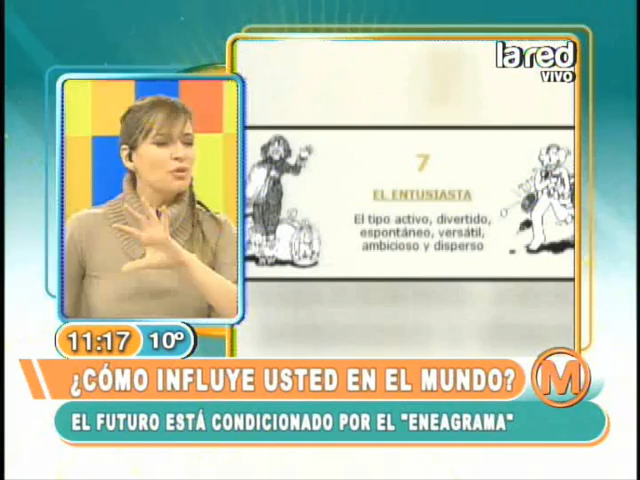 lared
VIVO
7
EL ENTUSIASTA
El tipo activo, divertido,
espontáneo, versátil,
ambicioso y disperso
11:17 10º
¿CÓMO INFLUYE USTED EN EL MUNDO?
M
EL FUTURO ESTÁ CONDICIONADO POR EL "ENEAGRAMA"